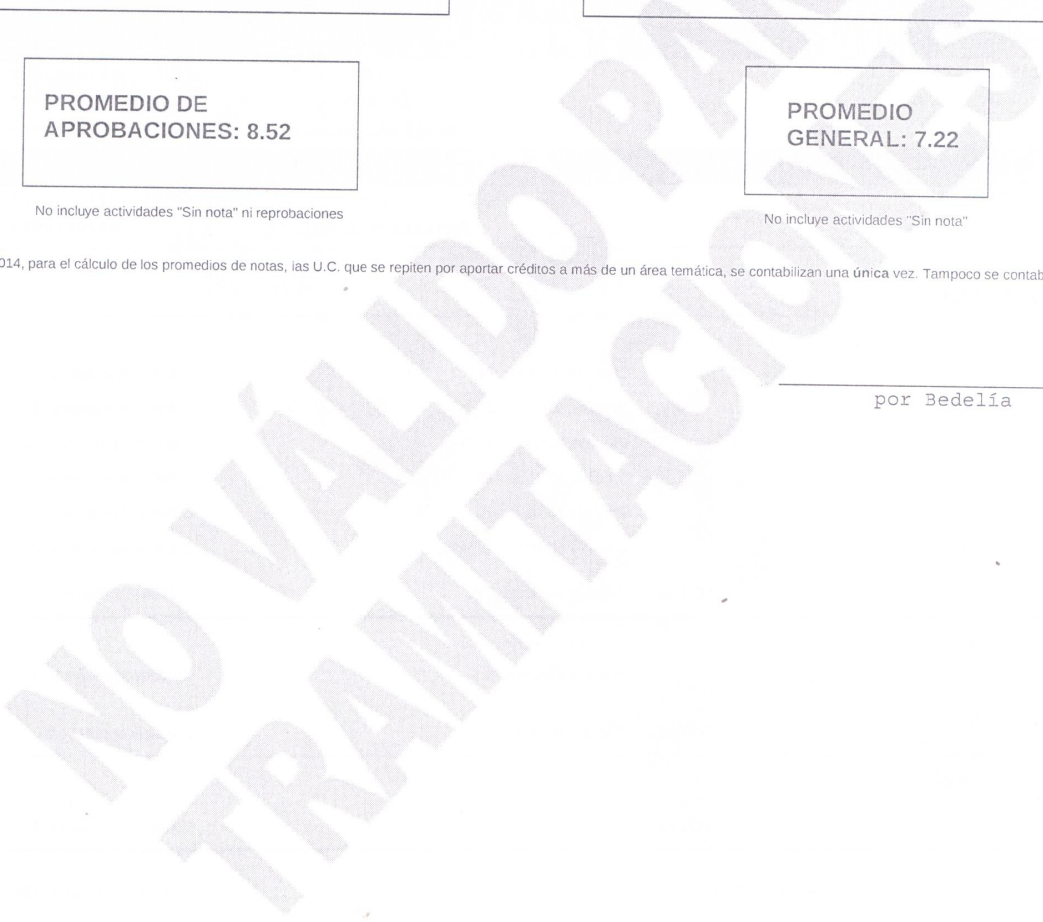 PROMEDIO DE
APROBACIONES: 8.52
No incluye actividades "Sin nota" ni reprobaciones
PROMEDIO
GENERAL: 7.22
No incluye actividades "Sin nota"
014, para el cálculo de los promedios de notas, las U.C. que se repiten por aportar créditos a más de un área temática, se contabilizan una única vez. Tampoco se contab
por Bedelía
NO VÁLIDO PARA
TRAMITACIONES